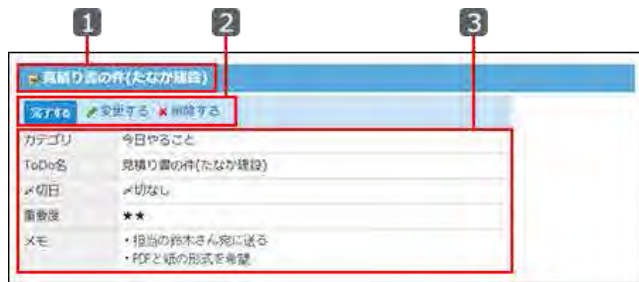 1 2 3
見積り書の件(たなか建設)
完了する 変更する 削除する
カテゴリ 今日やること
ToDo名 見積り書の件(たなか建設)
〆切日 〆切なし
重要度 ★★
メモ ・担当の鈴木さん宛に送る
・PDFと紙の形式を希望